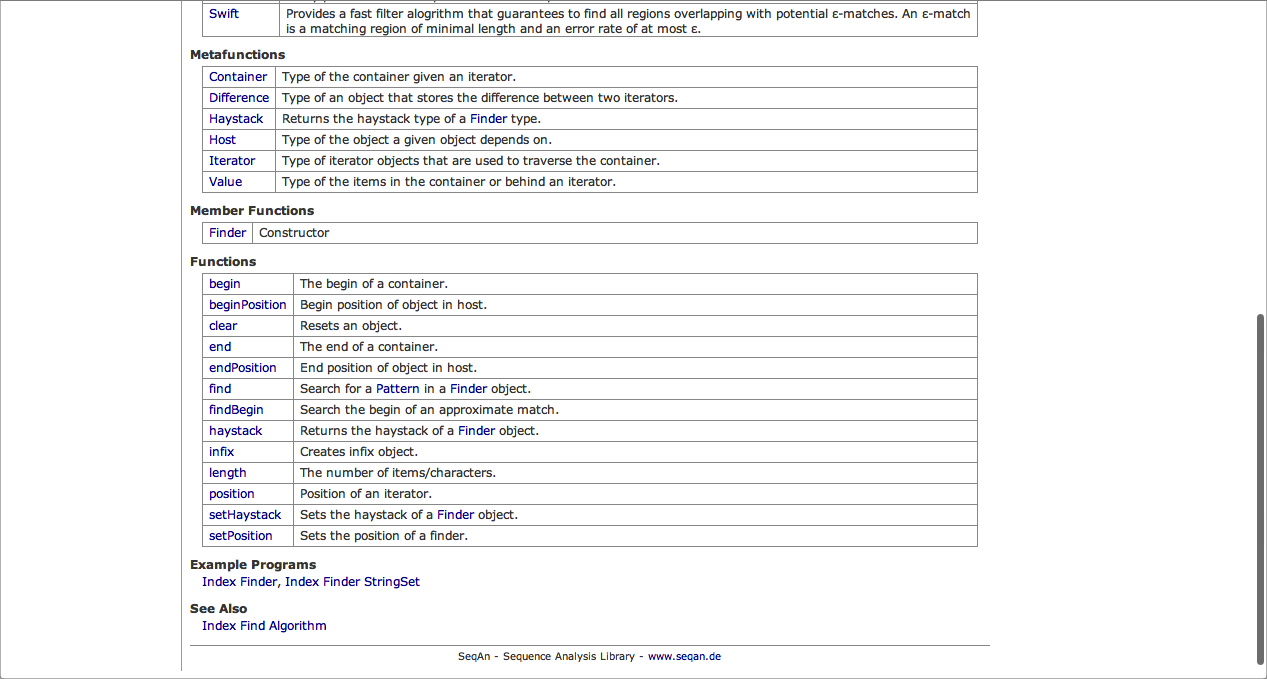 Swift Provides a fast filter alogrithm that guarantees to find all regions overlapping with potential ε-matches. An ε-match
is a matching region of minimal length and an error rate of at most ε.
Metafunctions
Container Type of the container given an iterator.
Difference Type of an object that stores the difference between two iterators.
Haystack Returns the haystack type of a Finder type.
Host Type of the object a given object depends on.
Iterator Type of iterator objects that are used to traverse the container.
Value Type of the items in the container or behind an iterator.
Member Functions
Finder Constructor
Functions
begin The begin of a container.
beginPosition Begin position of object in host.
clear Resets an object.
end The end of a container.
endPosition End position of object in host.
find Search for a Pattern in a Finder object.
findBegin Search the begin of an approximate match.
haystack Returns the haystack of a Finder object.
infix Creates infix object.
length The number of items/characters.
position Position of an iterator.
setHaystack Sets the haystack of a Finder object.
setPosition Sets the position of a finder.
Example Programs
Index Finder, Index Finder StringSet
See Also
Index Find Algorithm
SeqAn - Sequence Analysis Library - www.seqan.de